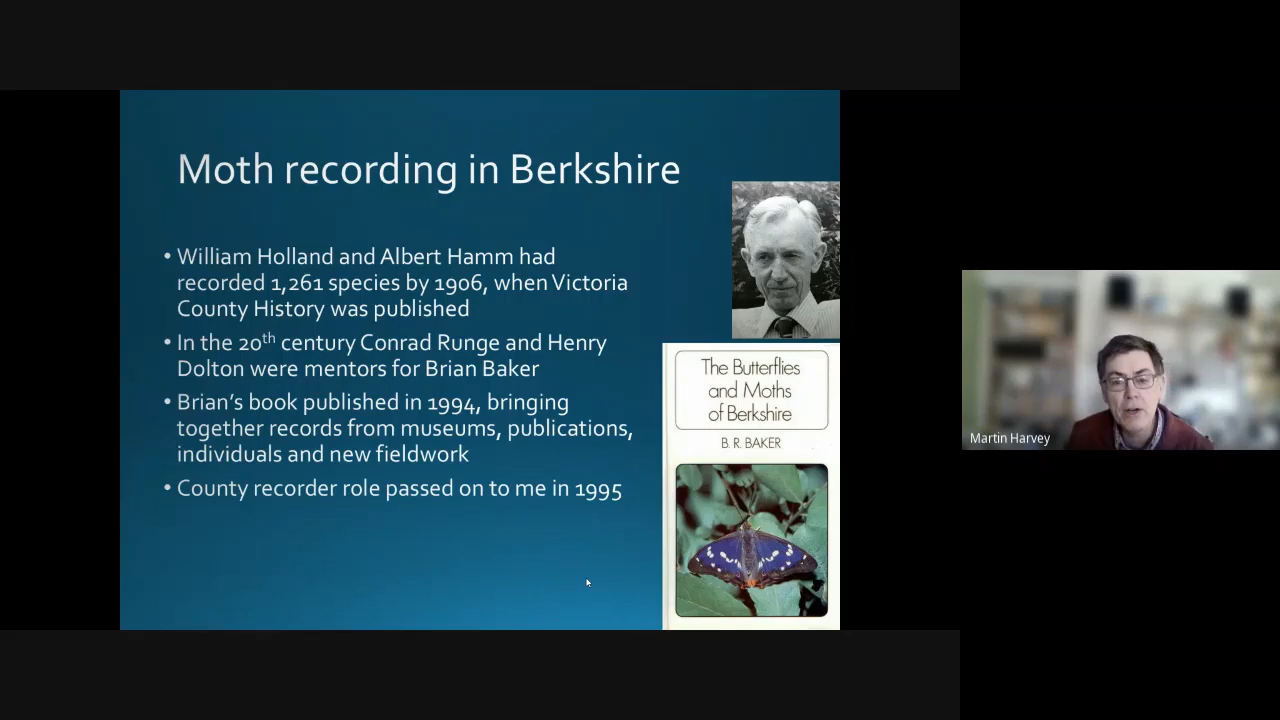 Moth recording in Berkshire
• William Holland and Albert Hamm had
recorded 1,261 species by 1906, when Victoria
County History was published
• In the 20th century Conrad Runge and Henry
Dolton were mentors for Brian Baker
• Brian's book published in 1994, bringing
together records from museums, publications,
individuals and new fieldwork
• County recorder role passed on to me in 1995
The Butterflies
and Moths
of Berkshire
B. R. BAKER
Martin Harvey